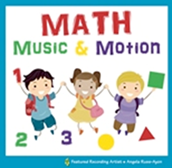 MATH
Music & Motion
1
2 3
Featured Recording Artist • Angela Russ-Ayon